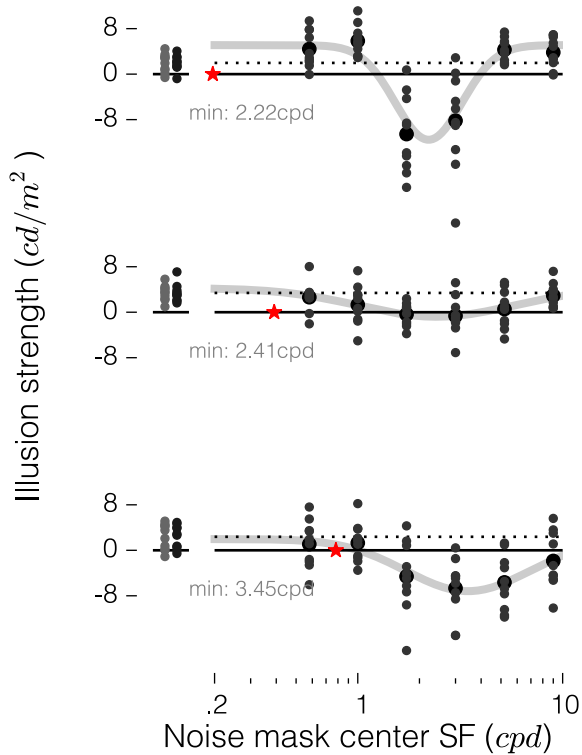 Illusion strength (cd/m²)
8
0
-8
min: 2.22cpd
8
0
-8
min: 2.41cpd
8
0
-8
min: 3.45cpd
.2 1 10
Noise mask center SF (cpd)